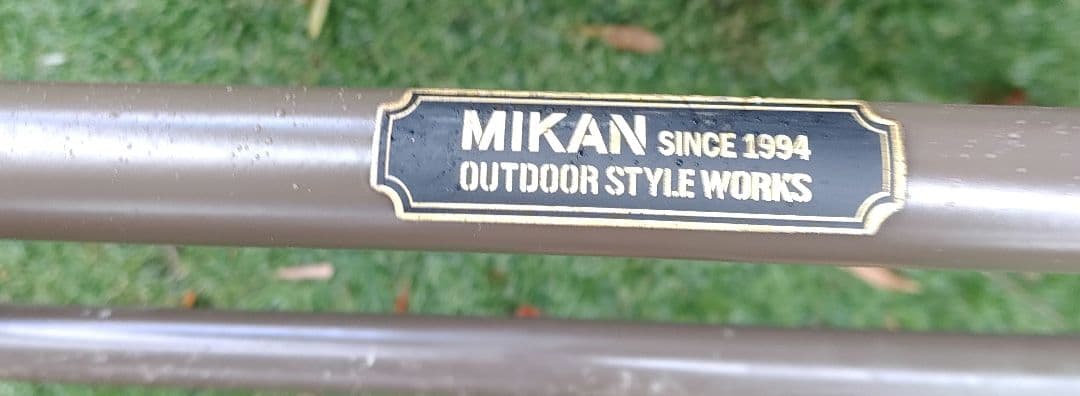 MIKAN SINCE 1994
OUTDOOR STYLE WORKS